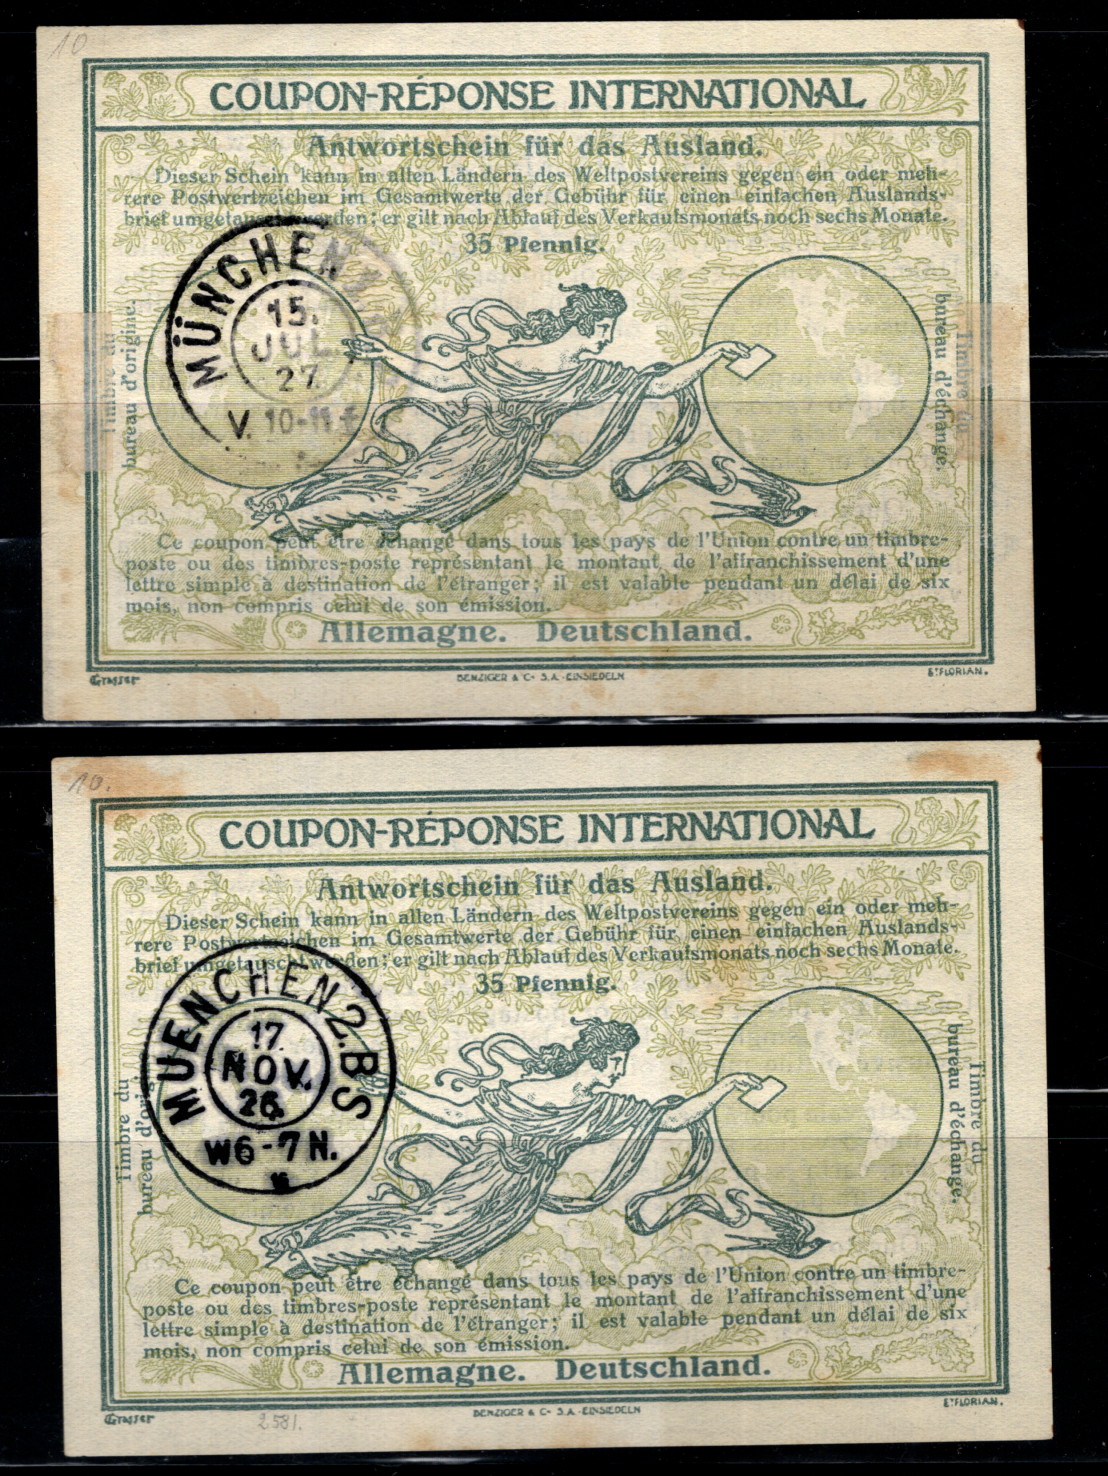 10
COUPON-RÉPONSE INTERNATIONAL
Antwortschein für das Ausland.
Dieser Schein kann in allen Ländern des Weltpostvereins gegen ein oder meh-
rere Postwertzeichen im Gesamtwerte der Gebühr für einen einfachen Auslands-
brief umgetauscht werden; er gilt nach Ablauf des Verkaufsmonats noch sechs Monate.
35 Pfennig.
MÜNCHEN
15.
JUL
27.
V. 10-11
Timbre du
bureau d'origine.
Timbre du
bureau d'échange.
Ce coupon peut être échangé dans tous les pays de l'Union contre un timbre-
poste ou des timbres-poste représentant le montant de l'affranchissement d'une
lettre simple à destination de l'étranger; il est valable pendant un délai de six
mois, non compris celui de son émission.
Allemagne. Deutschland.
Grasset
BENZIGER & Cº S.A. EINSIEDELN
Eᵗ FLORIAN.
10.
COUPON-RÉPONSE INTERNATIONAL
Antwortschein für das Ausland.
Dieser Schein kann in allen Ländern des Weltpostvereins gegen ein oder meh-
rere Postwertzeichen im Gesamtwerte der Gebühr für einen einfachen Auslands-
brief umgetauscht werden; er gilt nach Ablauf des Verkaufsmonats noch sechs Monate.
35 Pfennig.
MUENCHEN 2. BS
17.
NOV.
26.
W6-7N.
Timbre du
bureau d'origine.
Timbre du
bureau d'échange.
Ce coupon peut être échangé dans tous les pays de l'Union contre un timbre-
poste ou des timbres-poste représentant le montant de l'affranchissement d'une
lettre simple à destination de l'étranger; il est valable pendant un délai de six
mois, non compris celui de son émission.
Allemagne. Deutschland.
Grasset
2581.
BENZIGER & Cº S.A. EINSIEDELN
Eᵗ FLORIAN.